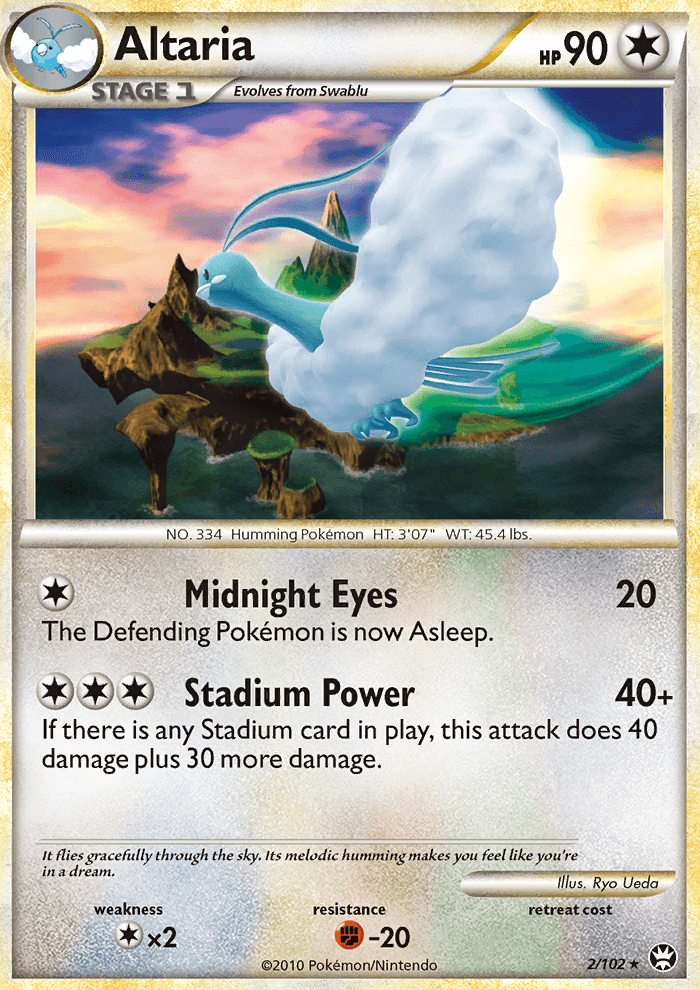 Altaria
HP 90
STAGE 1
Evolves from Swablu
NO. 334 Humming Pokémon HT: 3'07" WT: 45.4 lbs.
Midnight Eyes 20
The Defending Pokémon is now Asleep.
Stadium Power 40+
If there is any Stadium card in play, this attack does 40
damage plus 30 more damage.
It flies gracefully through the sky. Its melodic humming makes you feel like you're
in a dream.
Illus. Ryo Ueda
weakness resistance retreat cost
×2 -20
©2010 Pokémon/Nintendo 2/102 ★